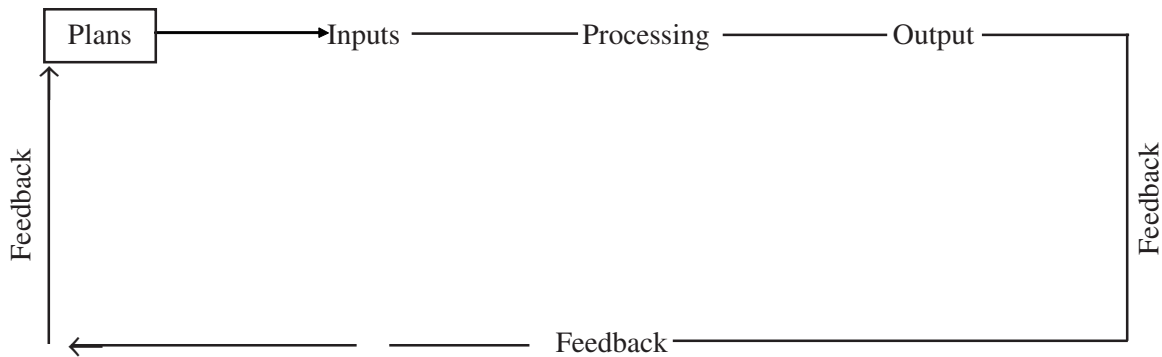 Plans
Inputs
Processing
Output
Feedback
Feedback
Feedback